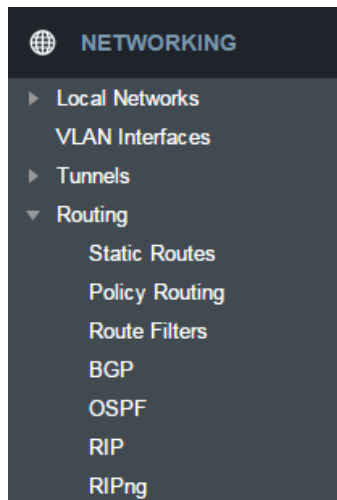 NETWORKING
Local Networks
VLAN Interfaces
Tunnels
Routing
Static Routes
Policy Routing
Route Filters
BGP
OSPF
RIP
RIPng